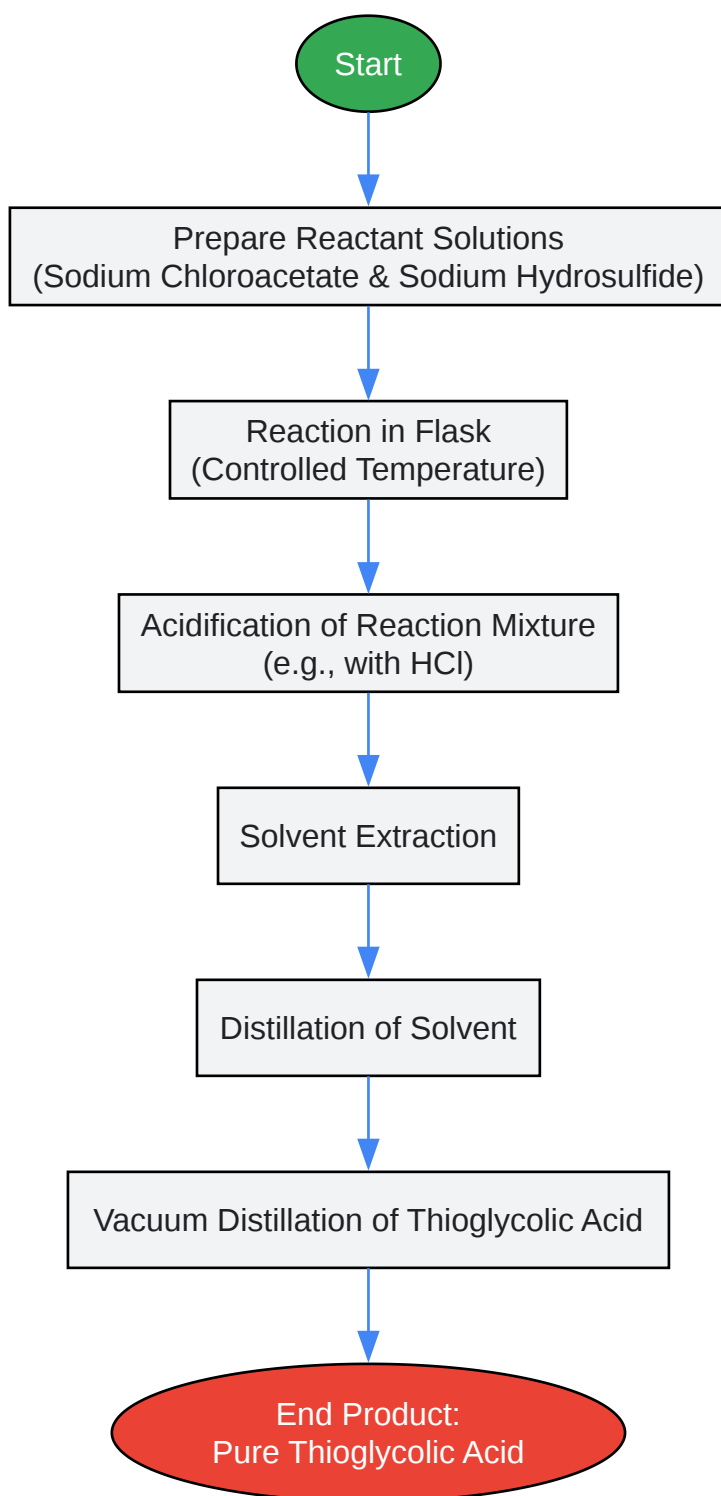 Start
Prepare Reactant Solutions
(Sodium Chloroacetate & Sodium Hydrosulfide)
Reaction in Flask
(Controlled Temperature)
Acidification of Reaction Mixture
(e.g., with HCl)
Solvent Extraction
Distillation of Solvent
Vacuum Distillation of Thioglycolic Acid
End Product:
Pure Thioglycolic Acid